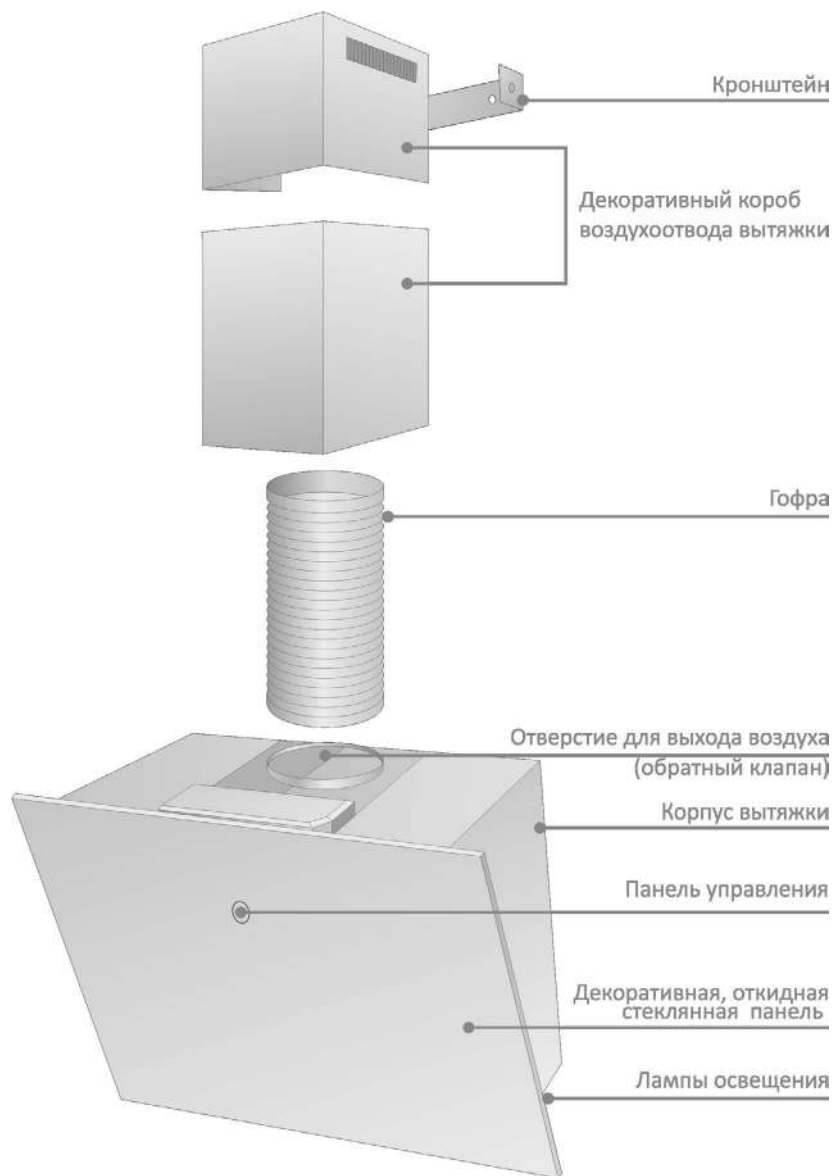 Кронштейн
Декоративный короб
воздухоотвода вытяжки
Гофра
Отверстие для выхода воздуха
(обратный клапан)
Корпус вытяжки
Панель управления
Декоративная, откидная
стеклянная панель
Лампы освещения